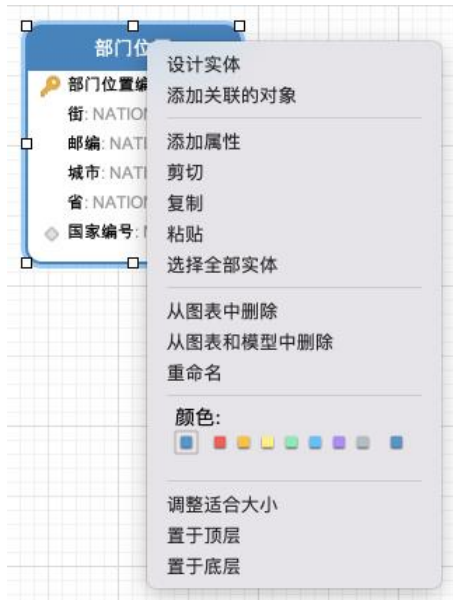 部门位
部门位置编
街: NATIO
邮编: NATI
城市: NATI
省: NATIO
国家编号:
设计实体
添加关联的对象
添加属性
剪切
复制
粘贴
选择全部实体
从图表中删除
从图表和模型中删除
重命名
颜色:
调整适合大小
置于顶层
置于底层